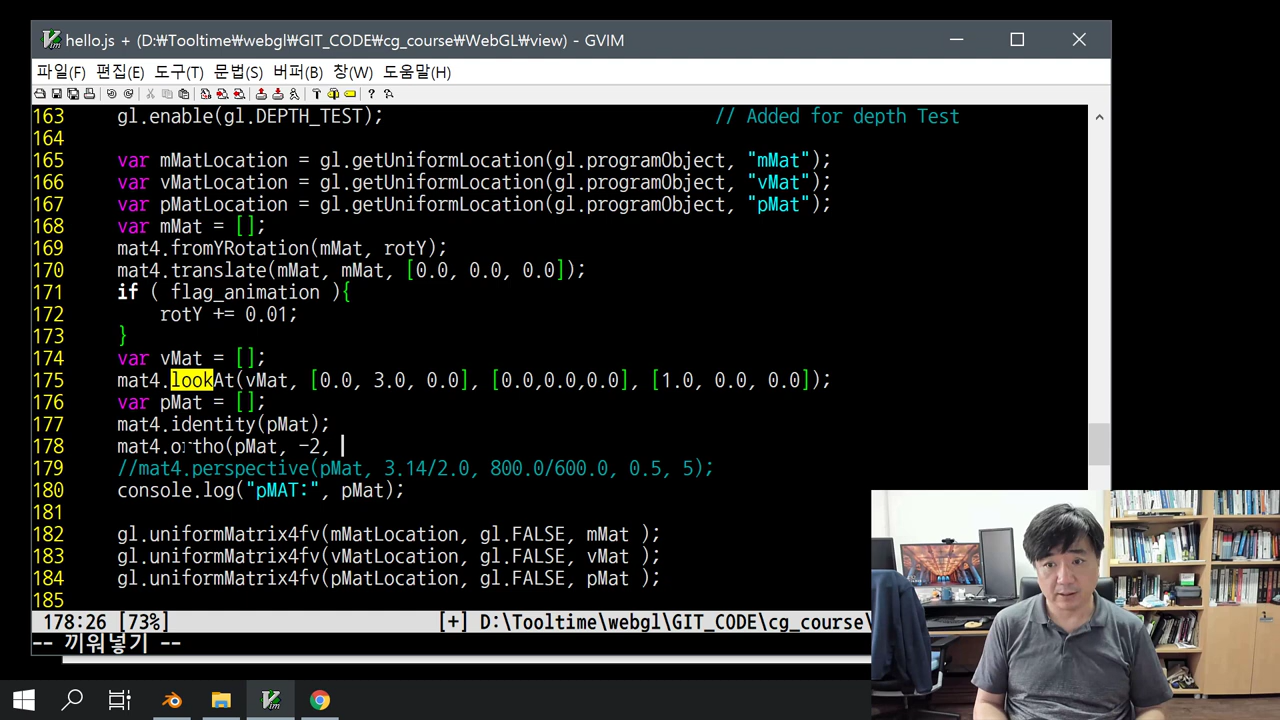 hello.js + (D:₩Tooltime₩webgl₩GIT_CODE₩cg_course₩WebGL₩view) - GVIM
파일(F) 편집(E) 도구(T) 문법(S) 버퍼(B) 창(W) 도움말(H)
163 gl.enable(gl.DEPTH_TEST); // Added for depth Test
164
165 var mMatLocation = gl.getUniformLocation(gl.programObject, "mMat");
166 var vMatLocation = gl.getUniformLocation(gl.programObject, "vMat");
167 var pMatLocation = gl.getUniformLocation(gl.programObject, "pMat");
168 var mMat = [];
169 mat4.fromYRotation(mMat, rotY);
170 mat4.translate(mMat, mMat, [0.0, 0.0, 0.0]);
171 if ( flag_animation ){
172 rotY += 0.01;
173 }
174 var vMat = [];
175 mat4.lookAt(vMat, [0.0, 3.0, 0.0], [0.0,0.0,0.0], [1.0, 0.0, 0.0]);
176 var pMat = [];
177 mat4.identity(pMat);
178 mat4.ortho(pMat, -2,
179 //mat4.perspective(pMat, 3.14/2.0, 800.0/600.0, 0.5, 5);
180 console.log("pMAT:", pMat);
181
182 gl.uniformMatrix4fv(mMatLocation, gl.FALSE, mMat );
183 gl.uniformMatrix4fv(vMatLocation, gl.FALSE, vMat );
184 gl.uniformMatrix4fv(pMatLocation, gl.FALSE, pMat );
185
178:26 [73%] [+] D:\Tooltime\webgl\GIT_CODE\cg_course\
-- 끼워넣기 --